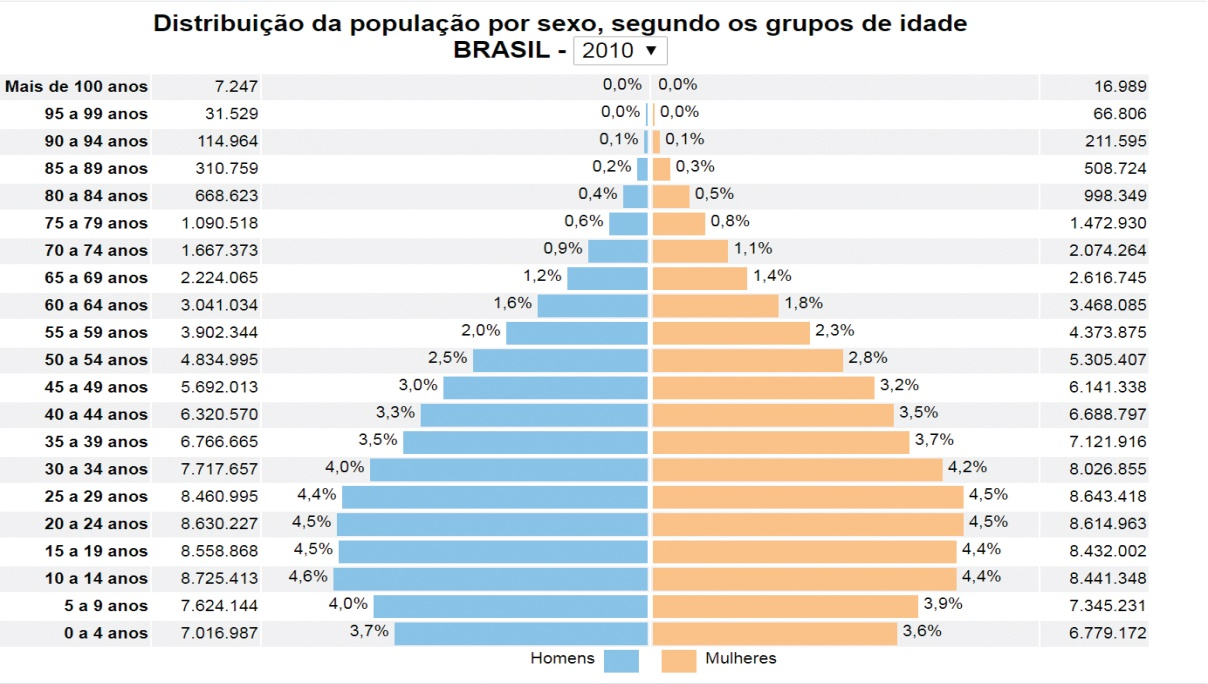 Distribuição da população por sexo, segundo os grupos de idade
BRASIL - 2010 ▼
Mais de 100 anos 7.247 0,0% 0,0% 16.989
95 a 99 anos 31.529 0,0% 0,0% 66.806
90 a 94 anos 114.964 0,1% 0,1% 211.595
85 a 89 anos 310.759 0,2% 0,3% 508.724
80 a 84 anos 668.623 0,4% 0,5% 998.349
75 a 79 anos 1.090.518 0,6% 0,8% 1.472.930
70 a 74 anos 1.667.373 0,9% 1,1% 2.074.264
65 a 69 anos 2.224.065 1,2% 1,4% 2.616.745
60 a 64 anos 3.041.034 1,6% 1,8% 3.468.085
55 a 59 anos 3.902.344 2,0% 2,3% 4.373.875
50 a 54 anos 4.834.995 2,5% 2,8% 5.305.407
45 a 49 anos 5.692.013 3,0% 3,2% 6.141.338
40 a 44 anos 6.320.570 3,3% 3,5% 6.688.797
35 a 39 anos 6.766.665 3,5% 3,7% 7.121.916
30 a 34 anos 7.717.657 4,0% 4,2% 8.026.855
25 a 29 anos 8.460.995 4,4% 4,5% 8.643.418
20 a 24 anos 8.630.227 4,5% 4,5% 8.614.963
15 a 19 anos 8.558.868 4,5% 4,4% 8.432.002
10 a 14 anos 8.725.413 4,6% 4,4% 8.441.348
5 a 9 anos 7.624.144 4,0% 3,9% 7.345.231
0 a 4 anos 7.016.987 3,7% 3,6% 6.779.172
Homens Mulheres